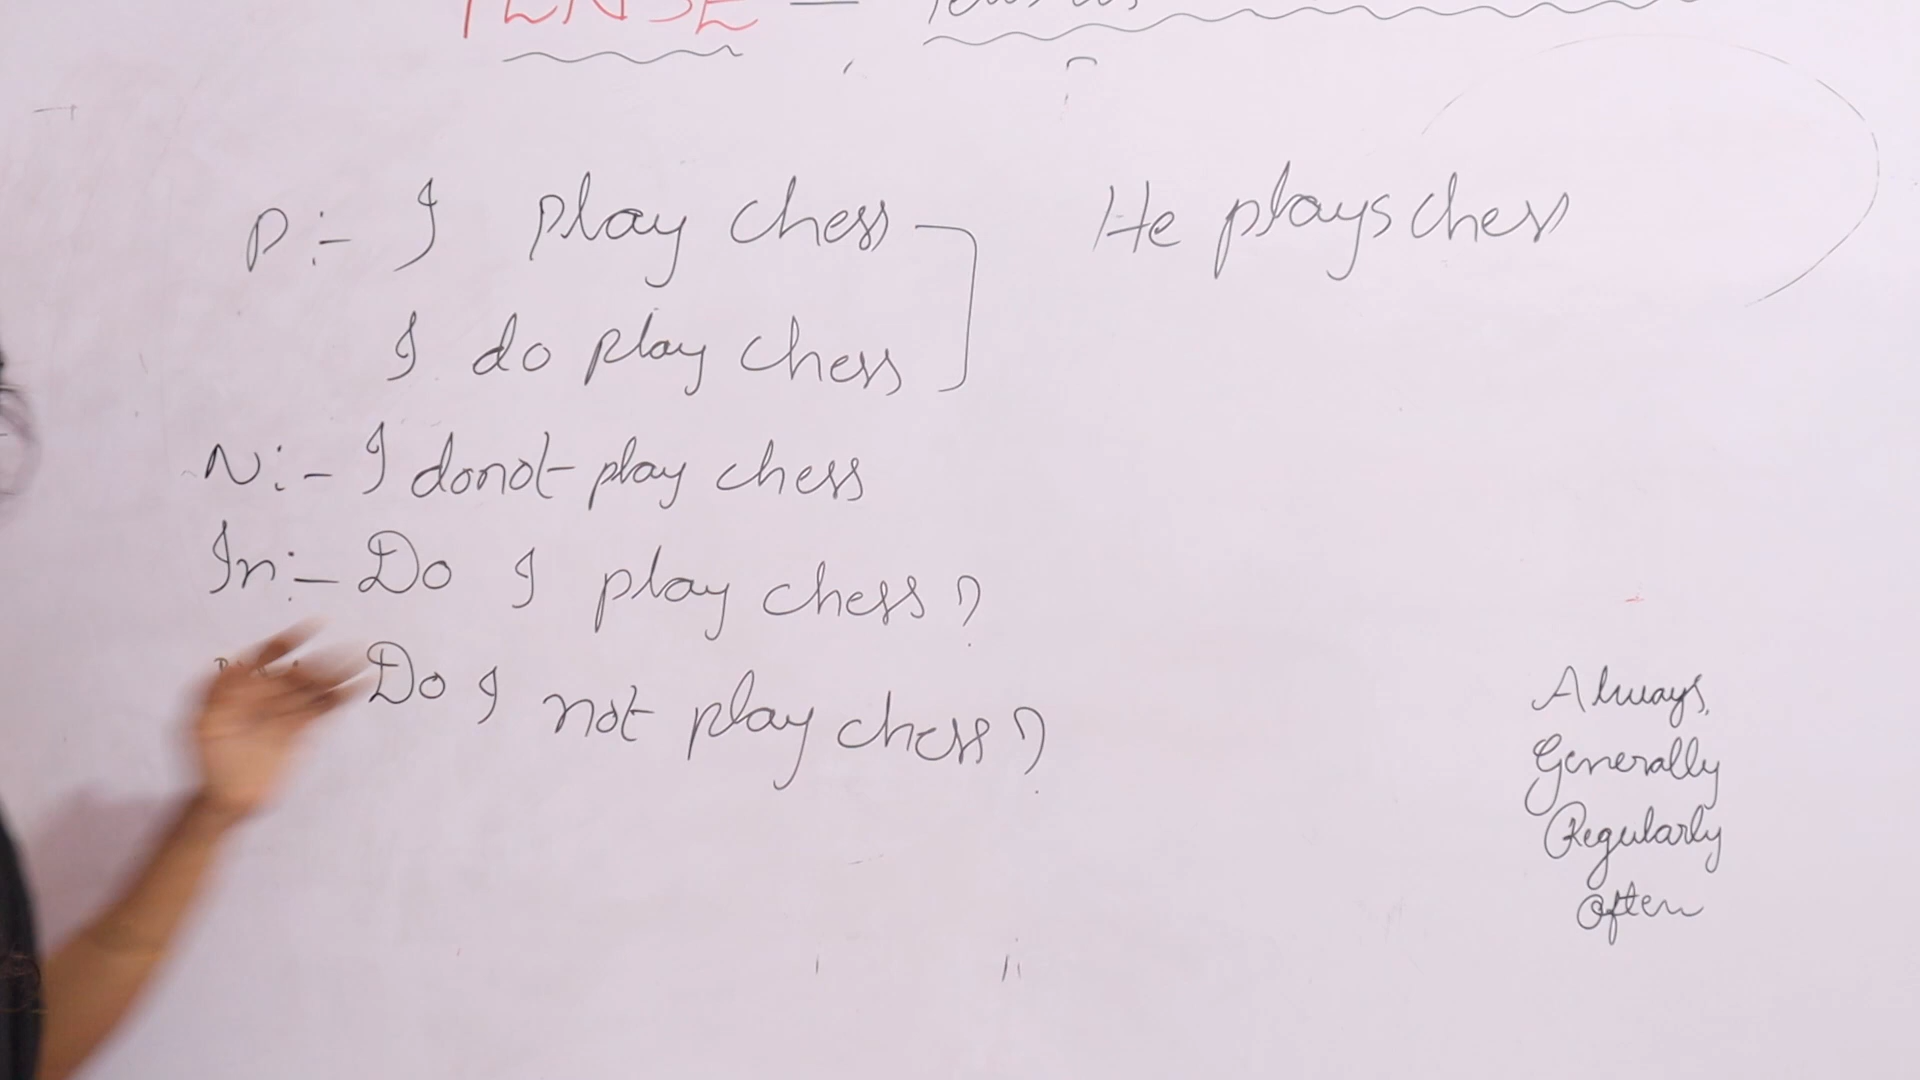 TENSE -
P:- I play chess
I do play chess
He plays chess
N:- I donot play chess
In:- Do I play chess?
Do I not play chess?
Always,
Generally
Regularly
often